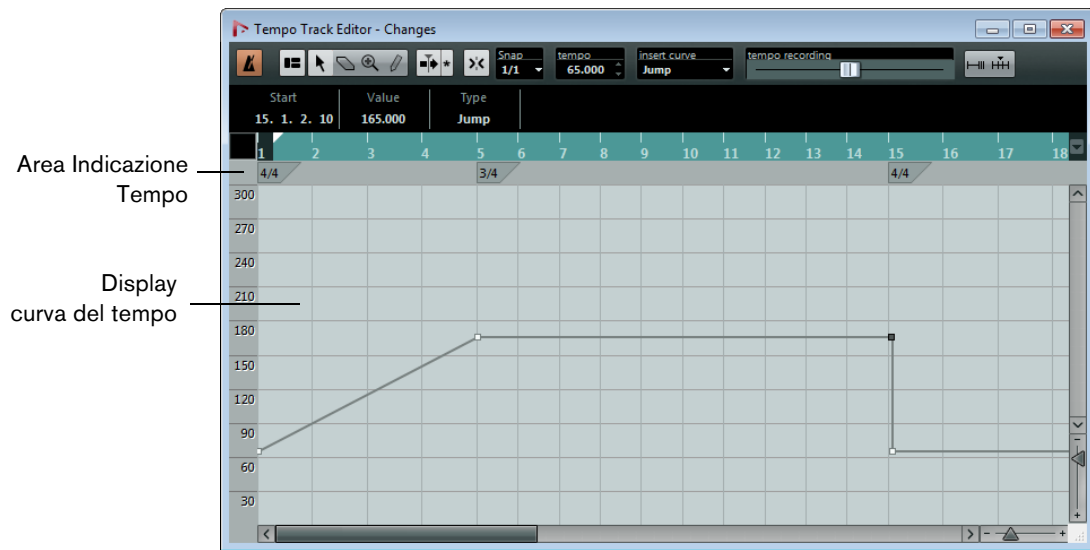 Tempo Track Editor - Changes
Snap tempo insert curve tempo recording
1/1 65.000 Jump
Start Value Type
15. 1. 2. 10 165.000 Jump
1 2 3 4 5 6 7 8 9 10 11 12 13 14 15 16 17 18
Area Indicazione
Tempo
4/4 3/4 4/4
300
270
240
Display
curva del tempo
210
180
150
120
90
60
30